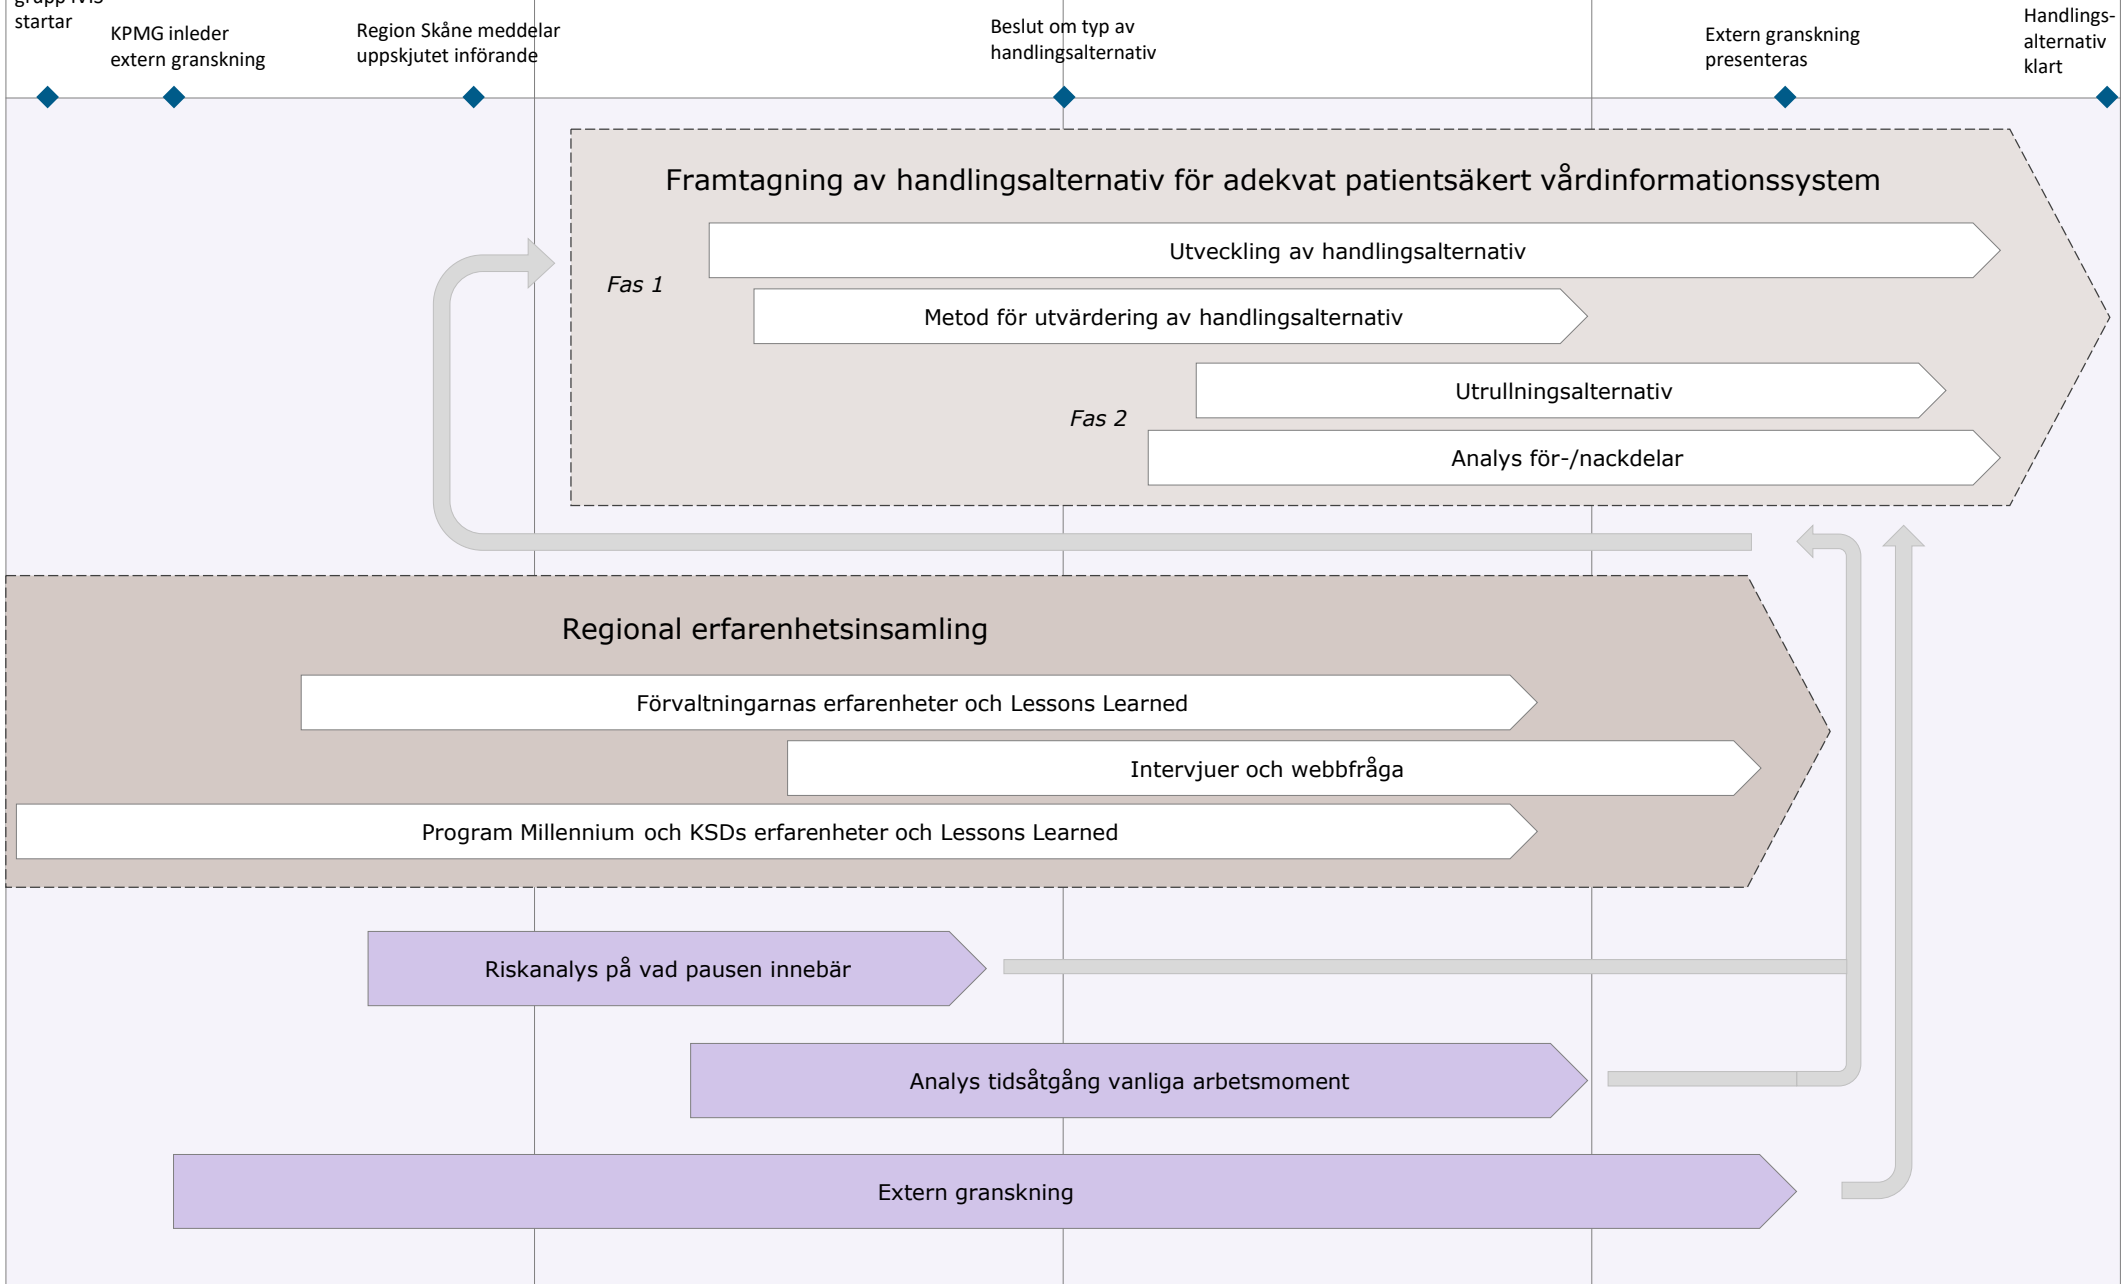 startar
KPMG inleder
extern granskning
Region Skåne meddelar
uppskjutet införande
Beslut om typ av
handlingsalternativ
Extern granskning
presenteras
Handlings-
alternativ
klart
Framtagning av handlingsalternativ för adekvat patientsäkert vårdinformationssystem
Utveckling av handlingsalternativ
Fas 1
Metod för utvärdering av handlingsalternativ
Utrullningsalternativ
Fas 2
Analys för-/nackdelar
Regional erfarenhetsinsamling
Förvaltningarnas erfarenheter och Lessons Learned
Intervjuer och webbfråga
Program Millennium och KSDs erfarenheter och Lessons Learned
Riskanalys på vad pausen innebär
Analys tidsåtgång vanliga arbetsmoment
Extern granskning